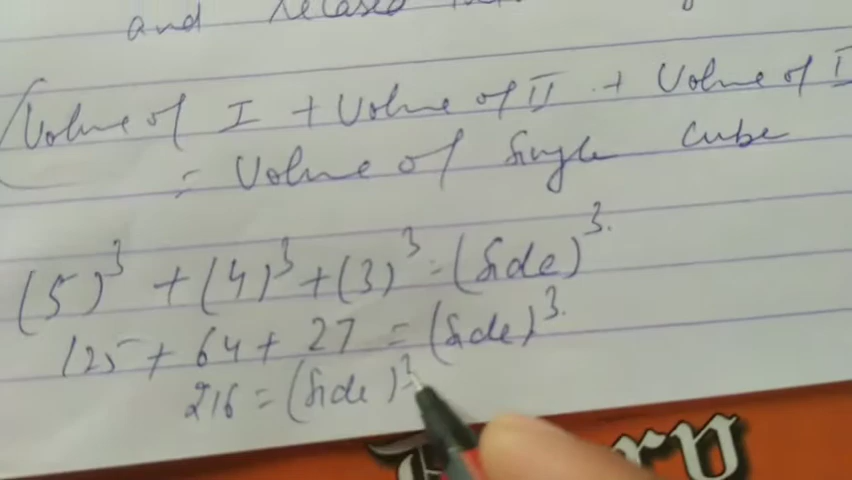 and
(Volume of I + Volume of II + Volume of I
= Volume of Single Cube
(5)³ + (4)³ + (3)³ = (Side)³.
125 + 64 + 27 = (Side)³.
216 = (Side)³